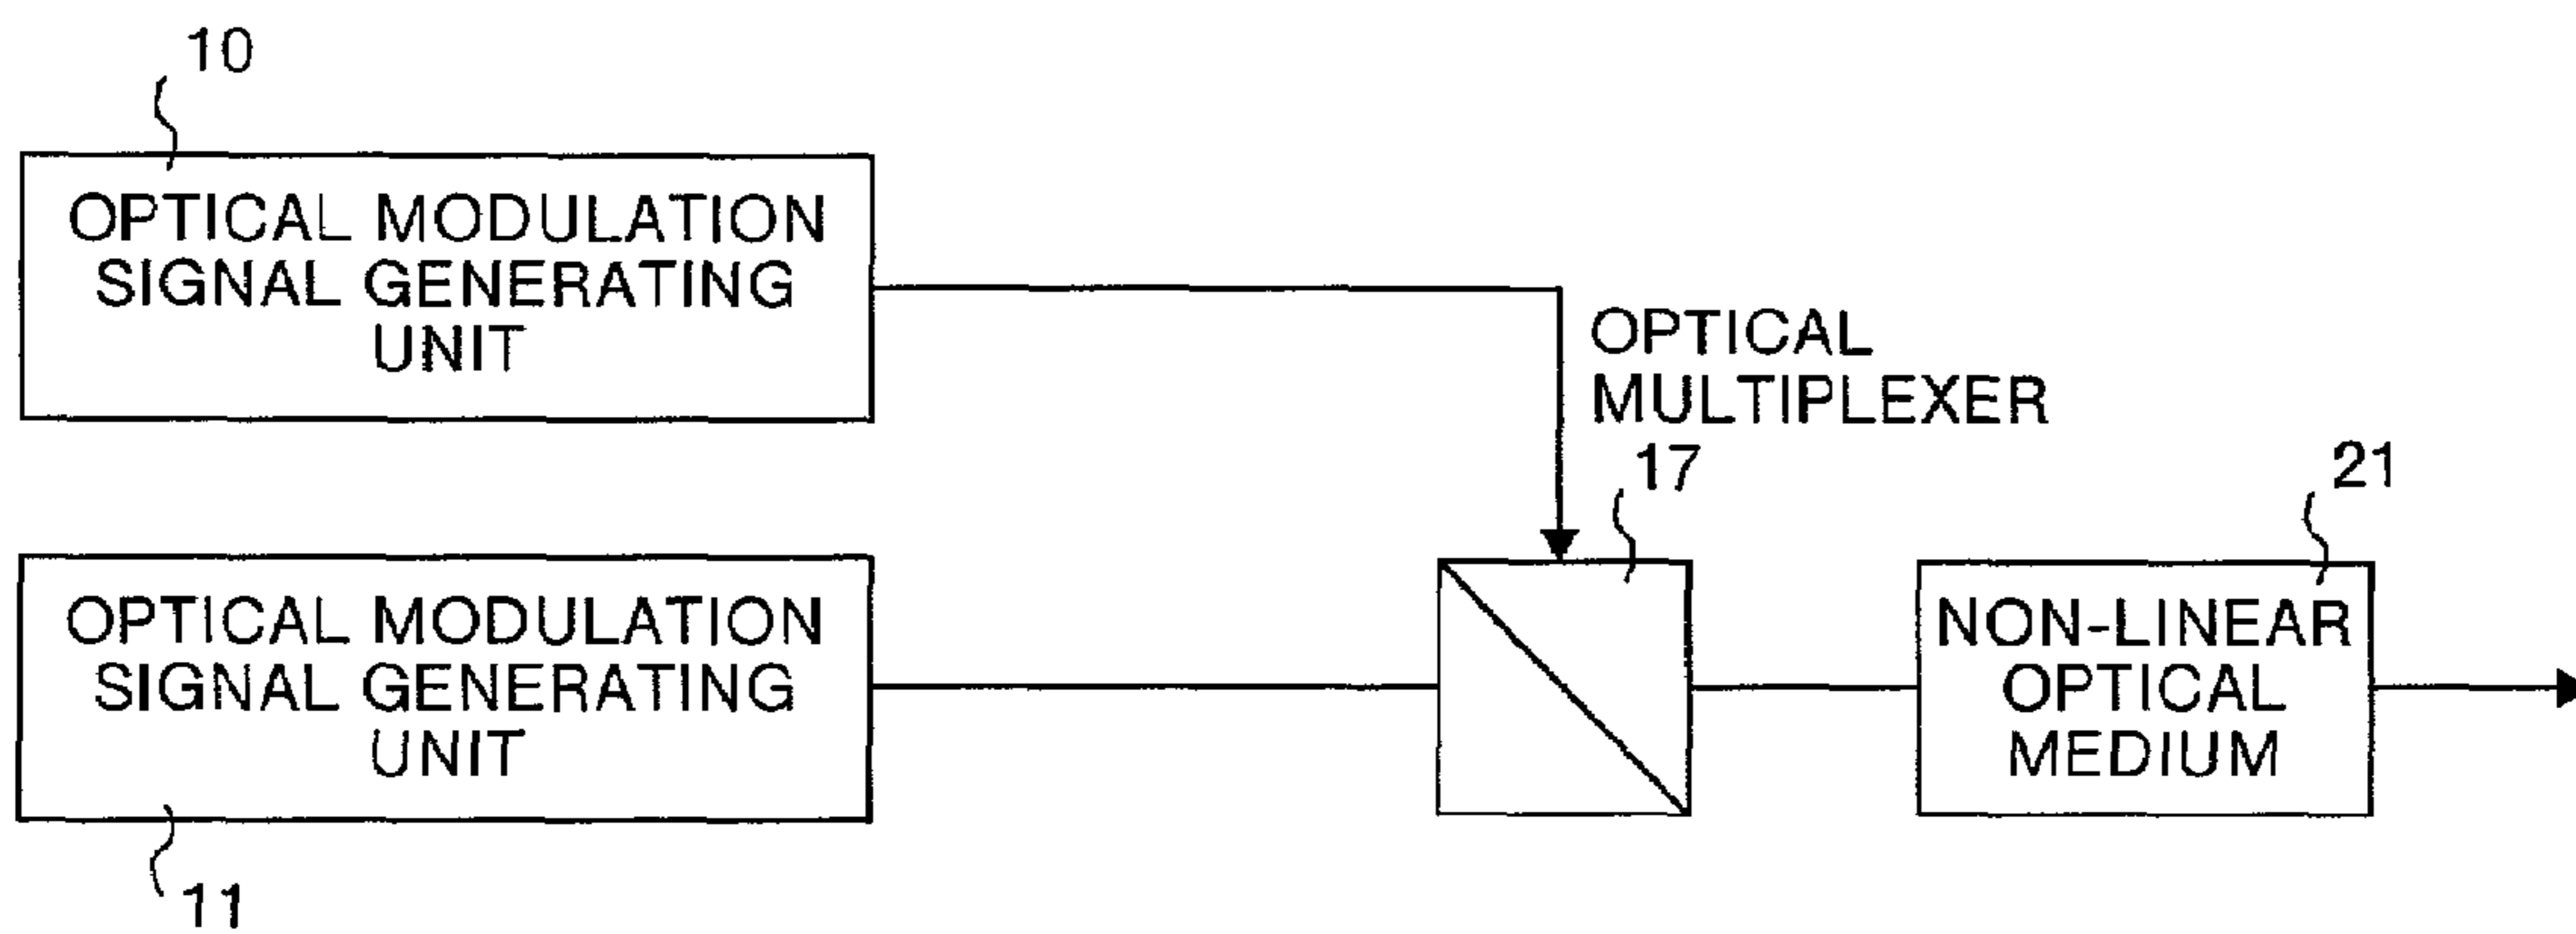 10
OPTICAL MODULATION
SIGNAL GENERATING
UNIT
OPTICAL
MULTIPLEXER
17
21
OPTICAL MODULATION
SIGNAL GENERATING
UNIT
11
NON-LINEAR
OPTICAL
MEDIUM